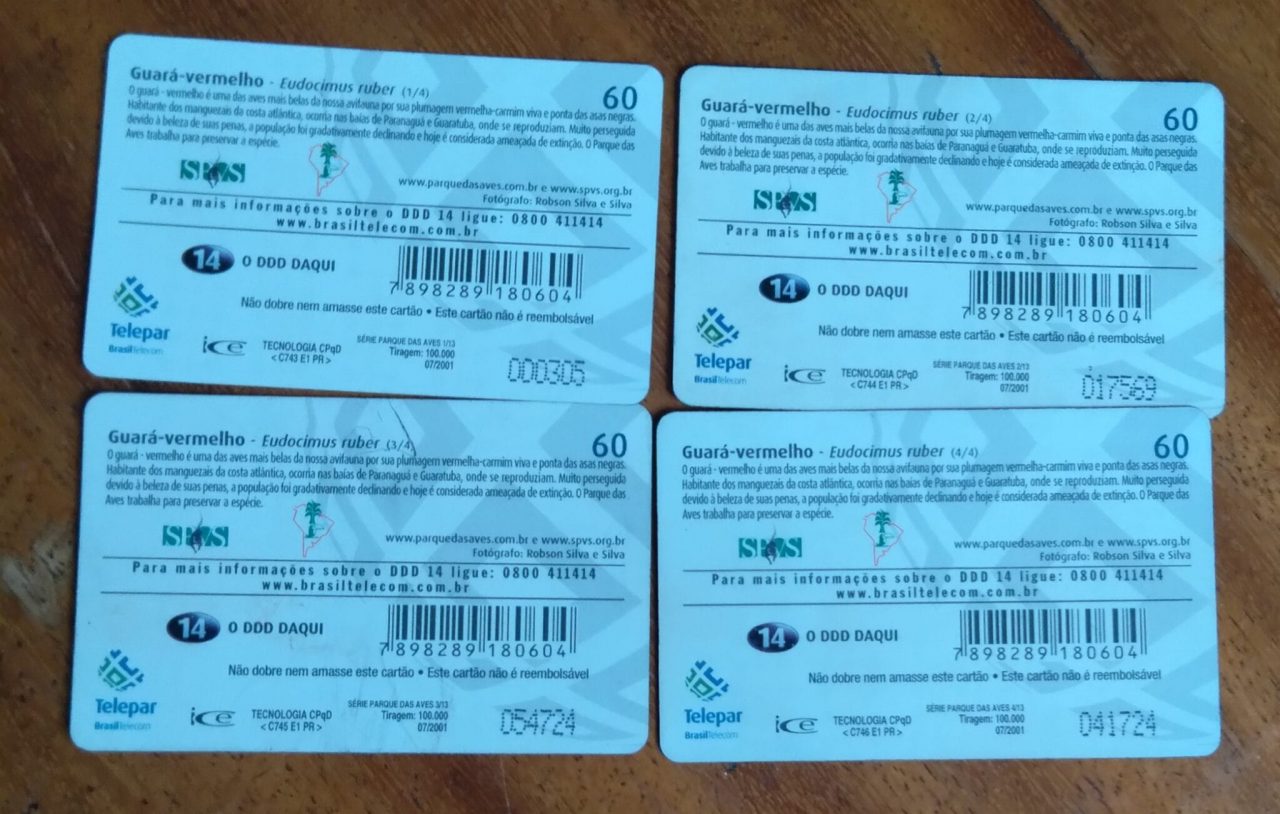 Guará-vermelho - Eudocimus ruber (1/4)
60
O guará - vermelho é uma das aves mais belas da nossa avifauna por sua plumagem vermelha-carmim viva e ponta das asas negras.
Habitante dos manguezais da costa atlântica, ocorria nas baías de Paranaguá e Guaratuba, onde se reproduziam. Muito perseguida
devido à beleza de suas penas, a população foi gradativamente declinando e hoje é considerada ameaçada de extinção. O Parque das
Aves trabalha para preservar a espécie.
SPVS
www.parquedasaves.com.br e www.spvs.org.br
Fotógrafo: Robson Silva e Silva
Para mais informações sobre o DDD 14 ligue: 0800 411414
www.brasiltelecom.com.br
14 O DDD DAQUI
7 898289 180604
Não dobre nem amasse este cartão • Este cartão não é reembolsável
Telepar
BrasilTelecom
ice
TECNOLOGIA CPqD
< C743 E1 PR >
SÉRIE PARQUE DAS AVES 1/13
Tiragem: 100.000
07/2001
000305
Guará-vermelho - Eudocimus ruber (2/4)
60
O guará - vermelho é uma das aves mais belas da nossa avifauna por sua plumagem vermelha-carmim viva e ponta das asas negras.
Habitante dos manguezais da costa atlântica, ocorria nas baías de Paranaguá e Guaratuba, onde se reproduziam. Muito perseguida
devido à beleza de suas penas, a população foi gradativamente declinando e hoje é considerada ameaçada de extinção. O Parque das
Aves trabalha para preservar a espécie.
SPVS
www.parquedasaves.com.br e www.spvs.org.br
Fotógrafo: Robson Silva e Silva
Para mais informações sobre o DDD 14 ligue: 0800 411414
www.brasiltelecom.com.br
14 O DDD DAQUI
7 898289 180604
Não dobre nem amasse este cartão • Este cartão não é reembolsável
Telepar
BrasilTelecom
ice
TECNOLOGIA CPqD
< C744 E1 PR >
SÉRIE PARQUE DAS AVES 2/13
Tiragem: 100.000
07/2001
017569
Guará-vermelho - Eudocimus ruber (3/4)
60
O guará - vermelho é uma das aves mais belas da nossa avifauna por sua plumagem vermelha-carmim viva e ponta das asas negras.
Habitante dos manguezais da costa atlântica, ocorria nas baías de Paranaguá e Guaratuba, onde se reproduziam. Muito perseguida
devido à beleza de suas penas, a população foi gradativamente declinando e hoje é considerada ameaçada de extinção. O Parque das
Aves trabalha para preservar a espécie.
SPVS
www.parquedasaves.com.br e www.spvs.org.br
Fotógrafo: Robson Silva e Silva
Para mais informações sobre o DDD 14 ligue: 0800 411414
www.brasiltelecom.com.br
14 O DDD DAQUI
7 898289 180604
Não dobre nem amasse este cartão • Este cartão não é reembolsável
Telepar
BrasilTelecom
ice
TECNOLOGIA CPqD
< C745 E1 PR >
SÉRIE PARQUE DAS AVES 3/13
Tiragem: 100.000
07/2001
054724
Guará-vermelho - Eudocimus ruber (4/4)
60
O guará - vermelho é uma das aves mais belas da nossa avifauna por sua plumagem vermelha-carmim viva e ponta das asas negras.
Habitante dos manguezais da costa atlântica, ocorria nas baías de Paranaguá e Guaratuba, onde se reproduziam. Muito perseguida
devido à beleza de suas penas, a população foi gradativamente declinando e hoje é considerada ameaçada de extinção. O Parque das
Aves trabalha para preservar a espécie.
SPVS
www.parquedasaves.com.br e www.spvs.org.br
Fotógrafo: Robson Silva e Silva
Para mais informações sobre o DDD 14 ligue: 0800 411414
www.brasiltelecom.com.br
14 O DDD DAQUI
7 898289 180604
Não dobre nem amasse este cartão • Este cartão não é reembolsável
Telepar
BrasilTelecom
ice
TECNOLOGIA CPqD
< C746 E1 PR >
SÉRIE PARQUE DAS AVES 4/13
Tiragem: 100.000
07/2001
041724